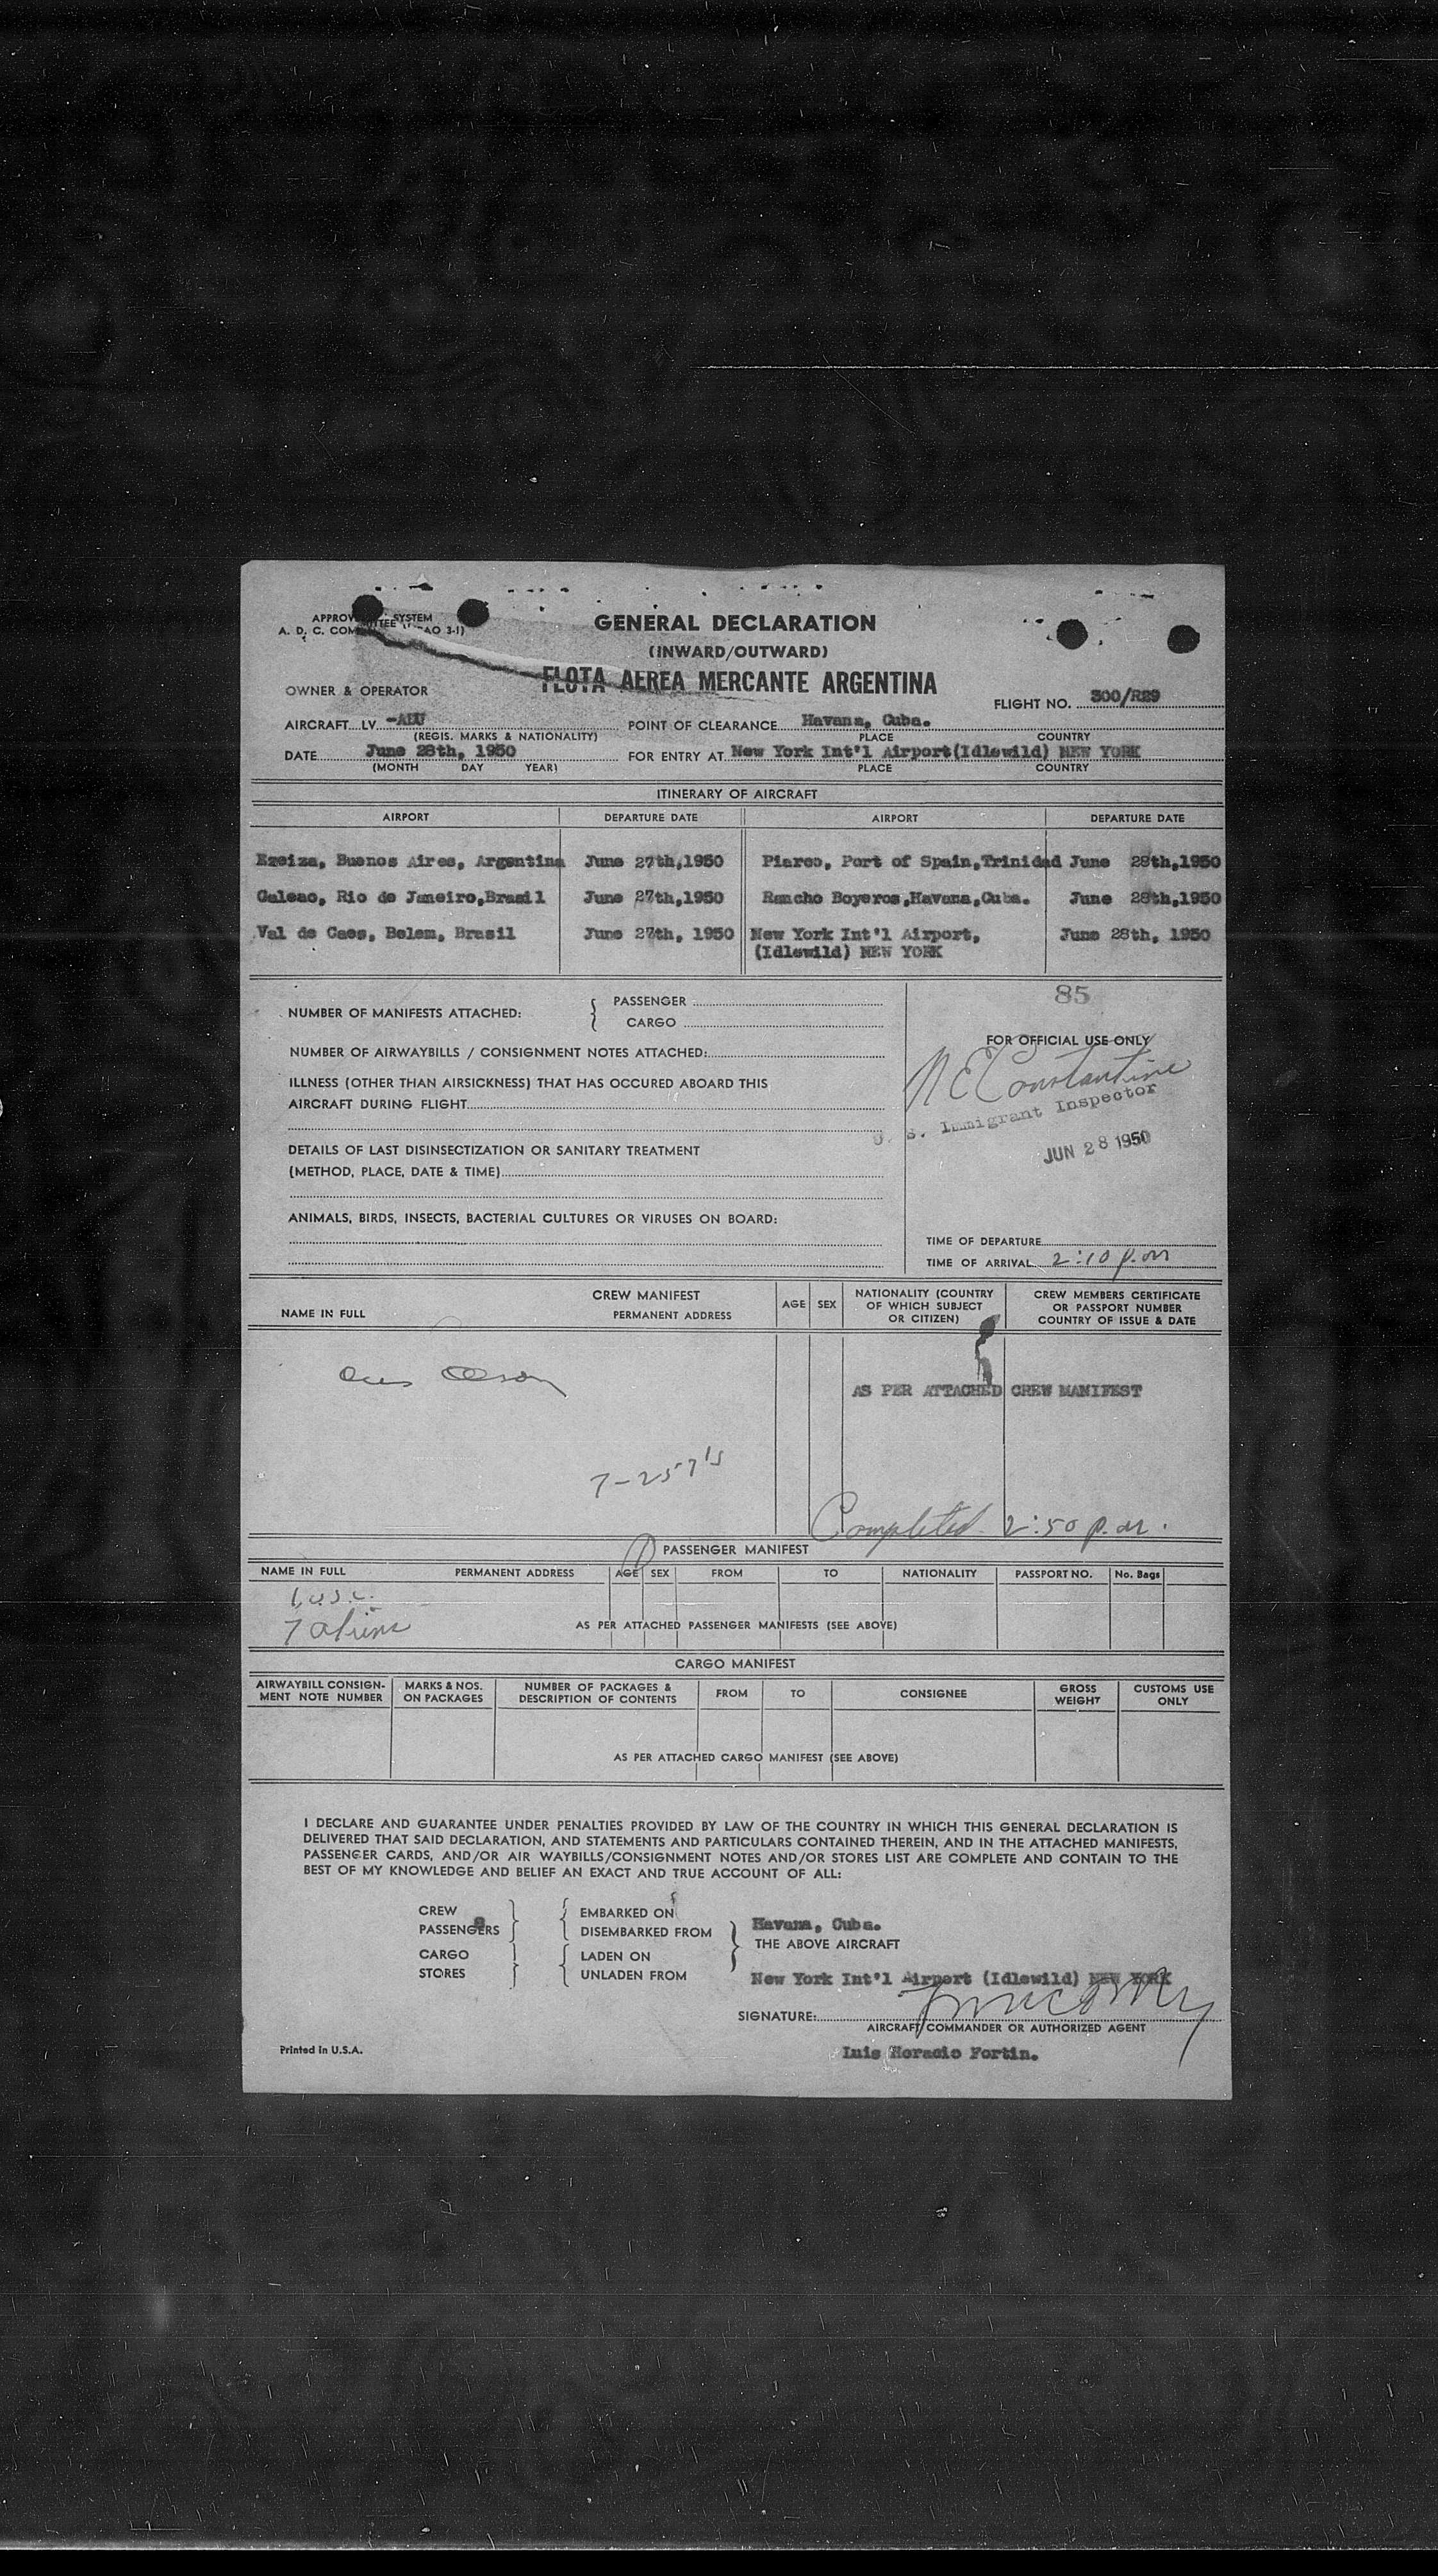 APPROV SYSTEM
A. D. C. COM TTEE AO 3-1)
GENERAL DECLARATION
(INWARD/OUTWARD)
FLOTA AEREA MERCANTE ARGENTINA
OWNER & OPERATOR
FLIGHT NO. 300/R29
AIRCRAFT LV -ADU POINT OF CLEARANCE Havana, Cuba.
(REGIS. MARKS & NATIONALITY) PLACE COUNTRY
DATE June 28th, 1950 FOR ENTRY AT New York Int'l Airport(Idlewild) NEW YORK
(MONTH DAY YEAR) PLACE COUNTRY
ITINERARY OF AIRCRAFT
AIRPORT DEPARTURE DATE AIRPORT DEPARTURE DATE
Ezeiza, Buenos Aires, Argentina June 27th,1950 Piarco, Port of Spain,Trinidad June 28th,1950
Galeao, Rio de Janeiro,Brasil June 27th,1950 Rancho Boyeros,Havana,Cuba. June 28th,1950
Val de Caes, Belem, Brasil June 27th, 1950 New York Int'l Airport, June 28th, 1950
(Idlewild) NEW YORK
85
NUMBER OF MANIFESTS ATTACHED: { PASSENGER
CARGO
FOR OFFICIAL USE ONLY
NUMBER OF AIRWAYBILLS / CONSIGNMENT NOTES ATTACHED:
N E Constantine
ILLNESS (OTHER THAN AIRSICKNESS) THAT HAS OCCURED ABOARD THIS
AIRCRAFT DURING FLIGHT
U. S. Immigrant Inspector
JUN 28 1950
DETAILS OF LAST DISINSECTIZATION OR SANITARY TREATMENT
(METHOD, PLACE, DATE & TIME)
ANIMALS, BIRDS, INSECTS, BACTERIAL CULTURES OR VIRUSES ON BOARD:
TIME OF DEPARTURE
TIME OF ARRIVAL 2:10 p.m
CREW MANIFEST
NAME IN FULL PERMANENT ADDRESS AGE SEX NATIONALITY (COUNTRY OF WHICH SUBJECT OR CITIZEN) CREW MEMBERS CERTIFICATE OR PASSPORT NUMBER COUNTRY OF ISSUE & DATE
Olson
AS PER ATTACHED CREW MANIFEST
7-257's
Completed 2:50 p.m.
PASSENGER MANIFEST
NAME IN FULL PERMANENT ADDRESS AGE SEX FROM TO NATIONALITY PASSPORT NO. No. Bags
1 u.s.c.
7 aliens
AS PER ATTACHED PASSENGER MANIFESTS (SEE ABOVE)
CARGO MANIFEST
AIRWAYBILL CONSIGN-MENT NOTE NUMBER MARKS & NOS. ON PACKAGES NUMBER OF PACKAGES & DESCRIPTION OF CONTENTS FROM TO CONSIGNEE GROSS WEIGHT CUSTOMS USE ONLY
AS PER ATTACHED CARGO MANIFEST (SEE ABOVE)
I DECLARE AND GUARANTEE UNDER PENALTIES PROVIDED BY LAW OF THE COUNTRY IN WHICH THIS GENERAL DECLARATION IS
DELIVERED THAT SAID DECLARATION, AND STATEMENTS AND PARTICULARS CONTAINED THEREIN, AND IN THE ATTACHED MANIFESTS,
PASSENGER CARDS, AND/OR AIR WAYBILLS/CONSIGNMENT NOTES AND/OR STORES LIST ARE COMPLETE AND CONTAIN TO THE
BEST OF MY KNOWLEDGE AND BELIEF AN EXACT AND TRUE ACCOUNT OF ALL:
CREW EMBARKED ON
PASSENGERS DISEMBARKED FROM Havana, Cuba.
THE ABOVE AIRCRAFT
CARGO LADEN ON
STORES UNLADEN FROM New York Int'l Airport (Idlewild) NEW YORK
SIGNATURE:
AIRCRAFT COMMANDER OR AUTHORIZED AGENT
Printed in U.S.A.
Luis Horacio Fortin.